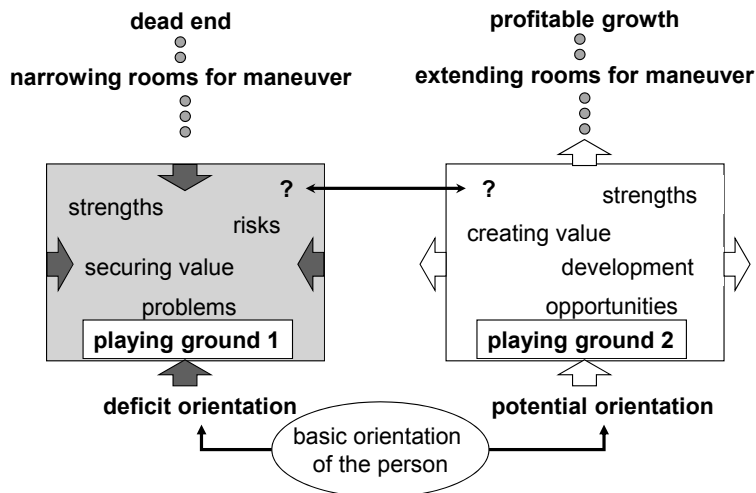 dead end
narrowing rooms for maneuver
?
strengths
risks
securing value
problems
playing ground 1
deficit orientation
profitable growth
extending rooms for maneuver
?
strengths
creating value
development
opportunities
playing ground 2
potential orientation
basic orientation
of the person